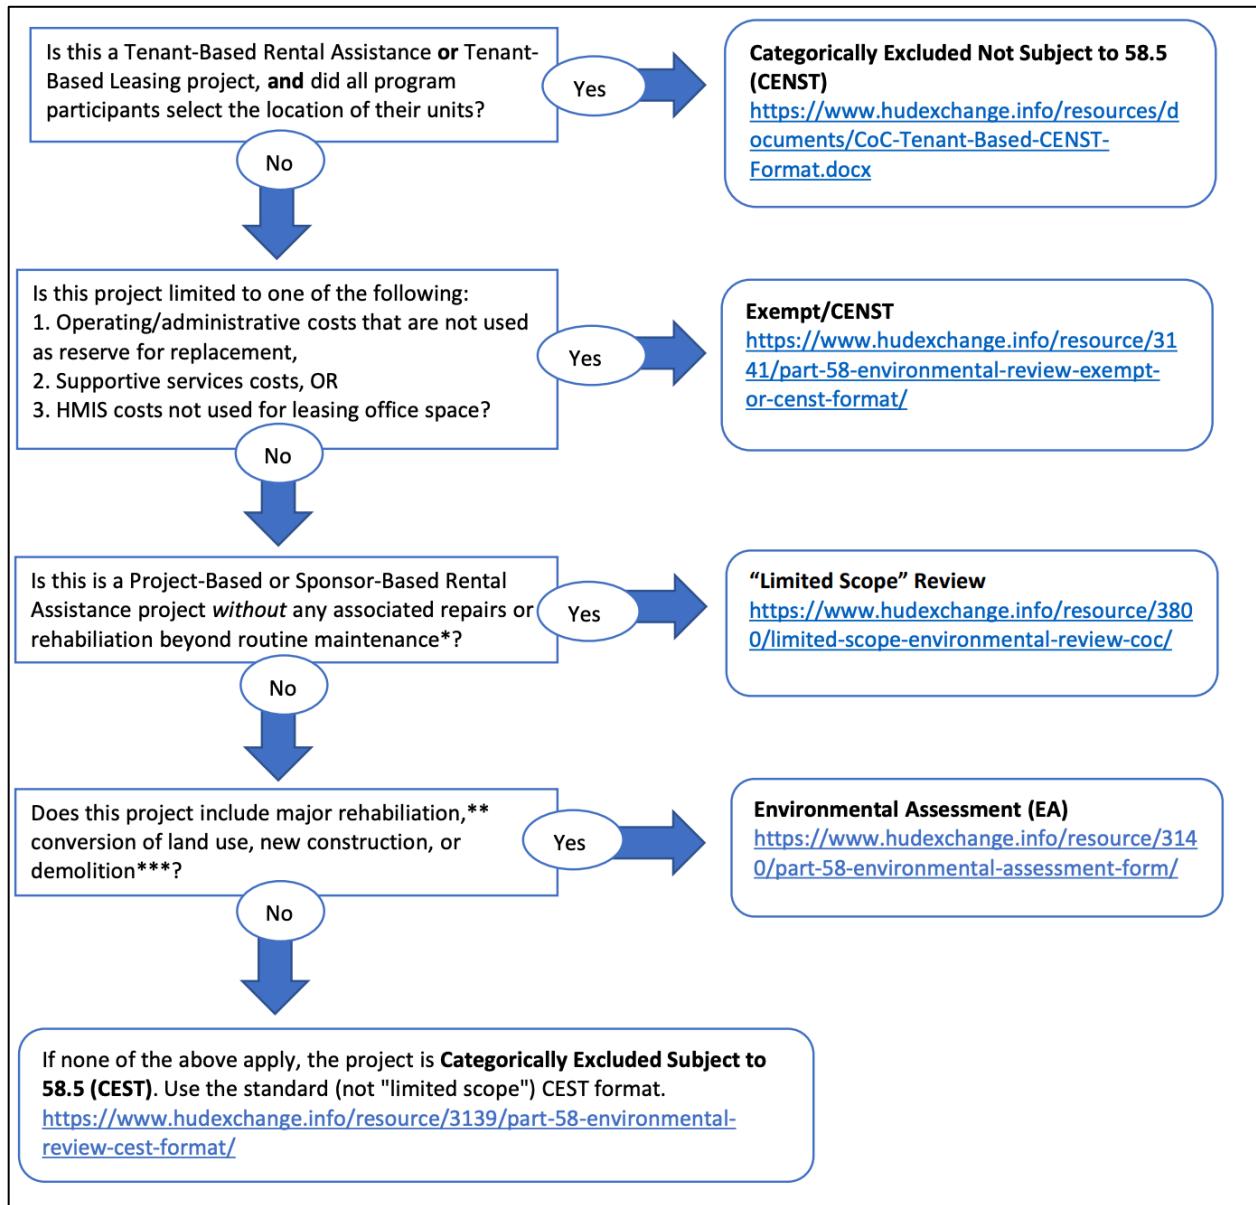 Is this a Tenant-Based Rental Assistance or Tenant-
Based Leasing project, and did all program
participants select the location of their units?
Yes
Categorically Excluded Not Subject to 58.5
(CENST)
https://www.hudexchange.info/resources/d
ocuments/CoC-Tenant-Based-CENST-
Format.docx
No
Is this project limited to one of the following:
1. Operating/administrative costs that are not used
as reserve for replacement,
2. Supportive services costs, OR
3. HMIS costs not used for leasing office space?
Yes
Exempt/CENST
https://www.hudexchange.info/resource/31
41/part-58-environmental-review-exempt-
or-censt-format/
No
Is this is a Project-Based or Sponsor-Based Rental
Assistance project without any associated repairs or
rehabiliation beyond routine maintenance*?
Yes
“Limited Scope” Review
https://www.hudexchange.info/resource/380
0/limited-scope-environmental-review-coc/
No
Does this project include major rehabiliation,**
conversion of land use, new construction, or
demolition***?
Yes
Environmental Assessment (EA)
https://www.hudexchange.info/resource/314
0/part-58-environmental-assessment-form/
No
If none of the above apply, the project is Categorically Excluded Subject to
58.5 (CEST). Use the standard (not "limited scope") CEST format.
https://www.hudexchange.info/resource/3139/part-58-environmental-
review-cest-format/